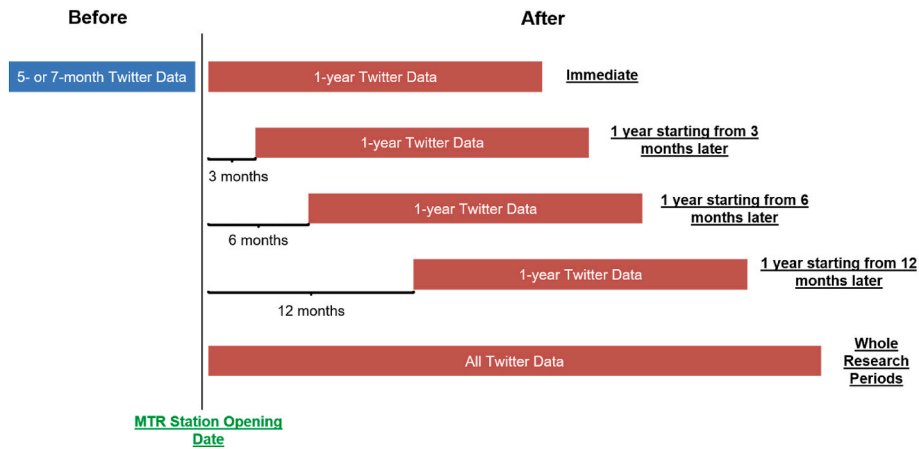 Before
After
5- or 7-month Twitter Data
1-year Twitter Data
Immediate
1-year Twitter Data
1 year starting from 3
months later
3 months
1-year Twitter Data
1 year starting from 6
months later
6 months
1-year Twitter Data
1 year starting from 12
months later
12 months
All Twitter Data
Whole
Research
Periods
MTR Station Opening
Date